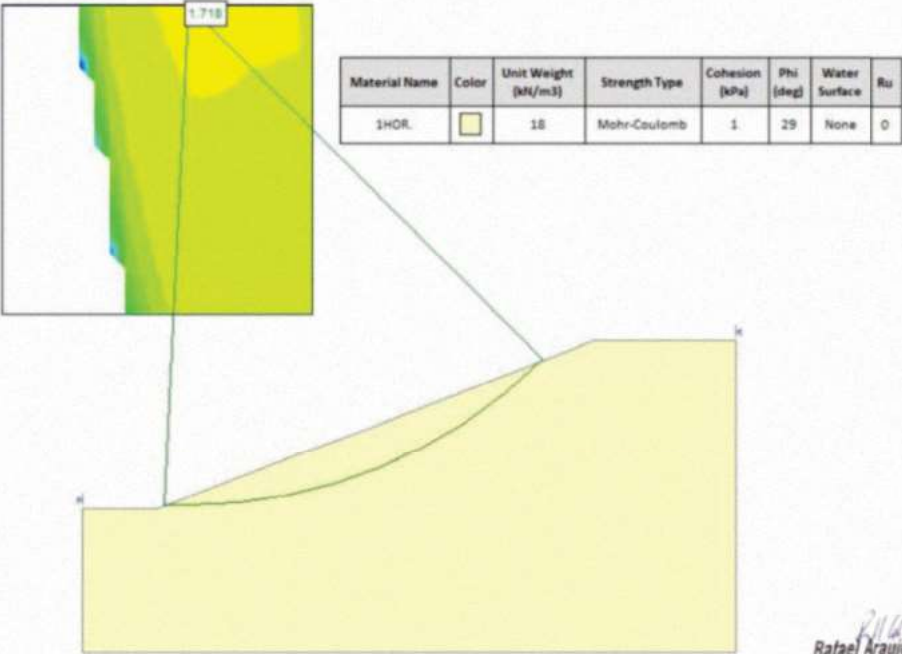 1.718
Material Name Color Unit Weight (kN/m3) Strength Type Cohesion (kPa) Phi (deg) Water Surface Ru
1HOR. 18 Mohr-Coulomb 1 29 None 0
Rafael Araujo